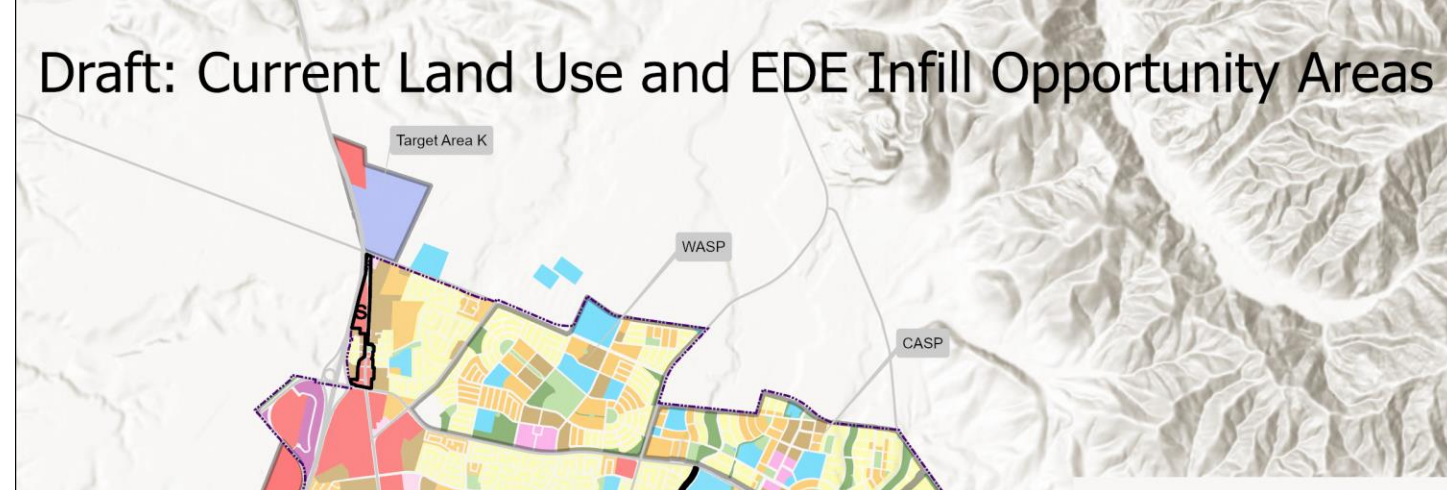 Draft: Current Land Use and EDE Infill Opportunity Areas
Target Area K
WASP
S
CASP